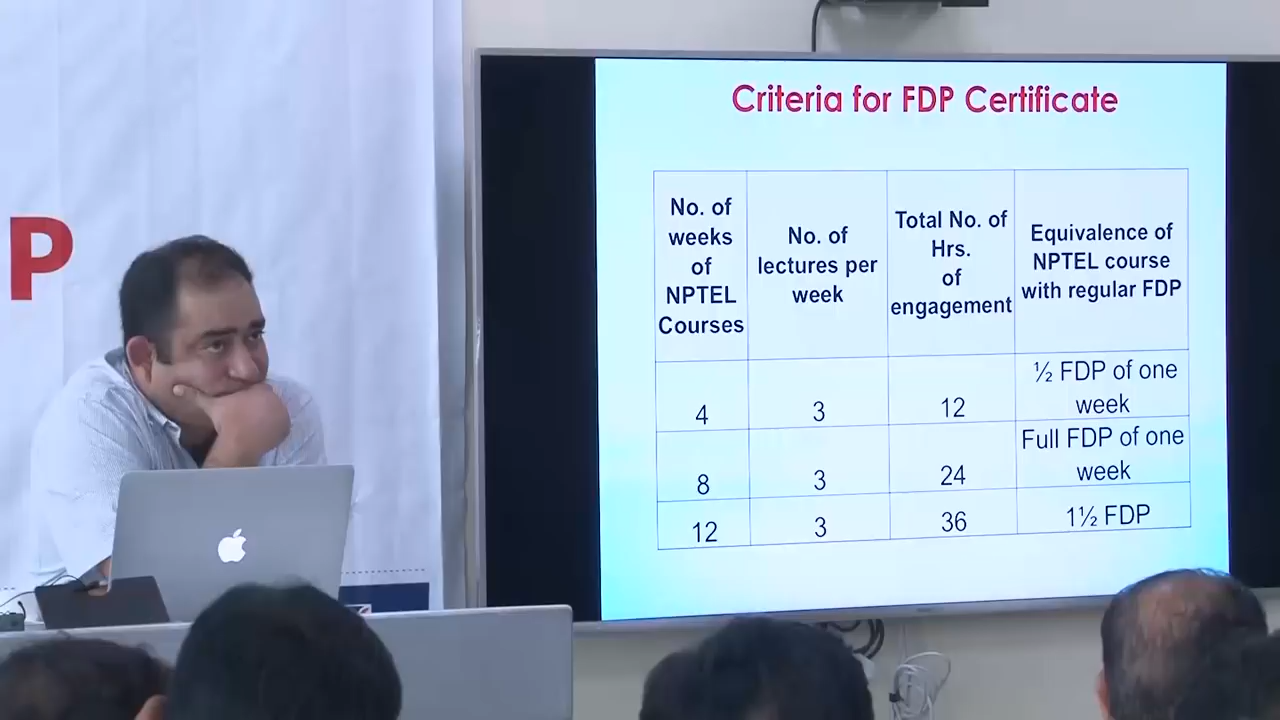 P
Criteria for FDP Certificate
No. of
weeks
of
NPTEL
Courses
No. of
lectures per
week
Total No. of
Hrs.
of
engagement
Equivalence of
NPTEL course
with regular FDP
4
3
12
½ FDP of one
week
8
3
24
Full FDP of one
week
12
3
36
1½ FDP